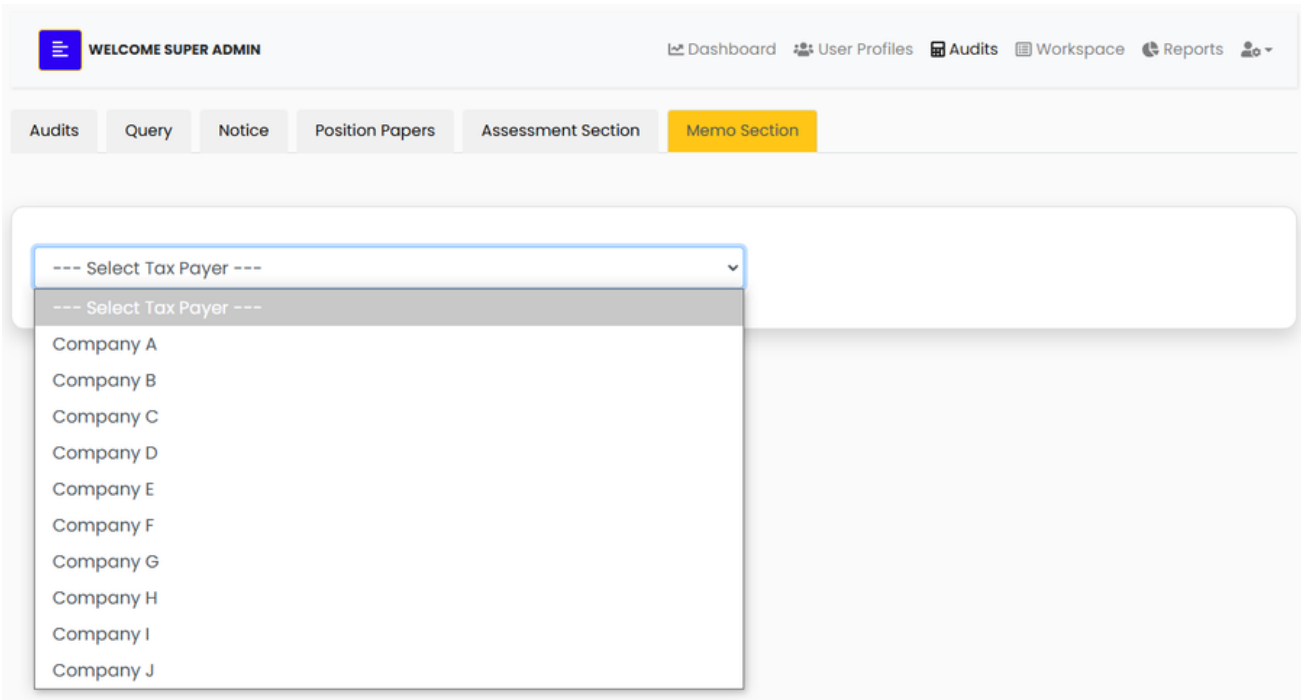 WELCOME SUPER ADMIN Dashboard User Profiles Audits Workspace Reports
Audits Query Notice Position Papers Assessment Section Memo Section
--- Select Tax Payer ---
--- Select Tax Payer ---
Company A
Company B
Company C
Company D
Company E
Company F
Company G
Company H
Company I
Company J